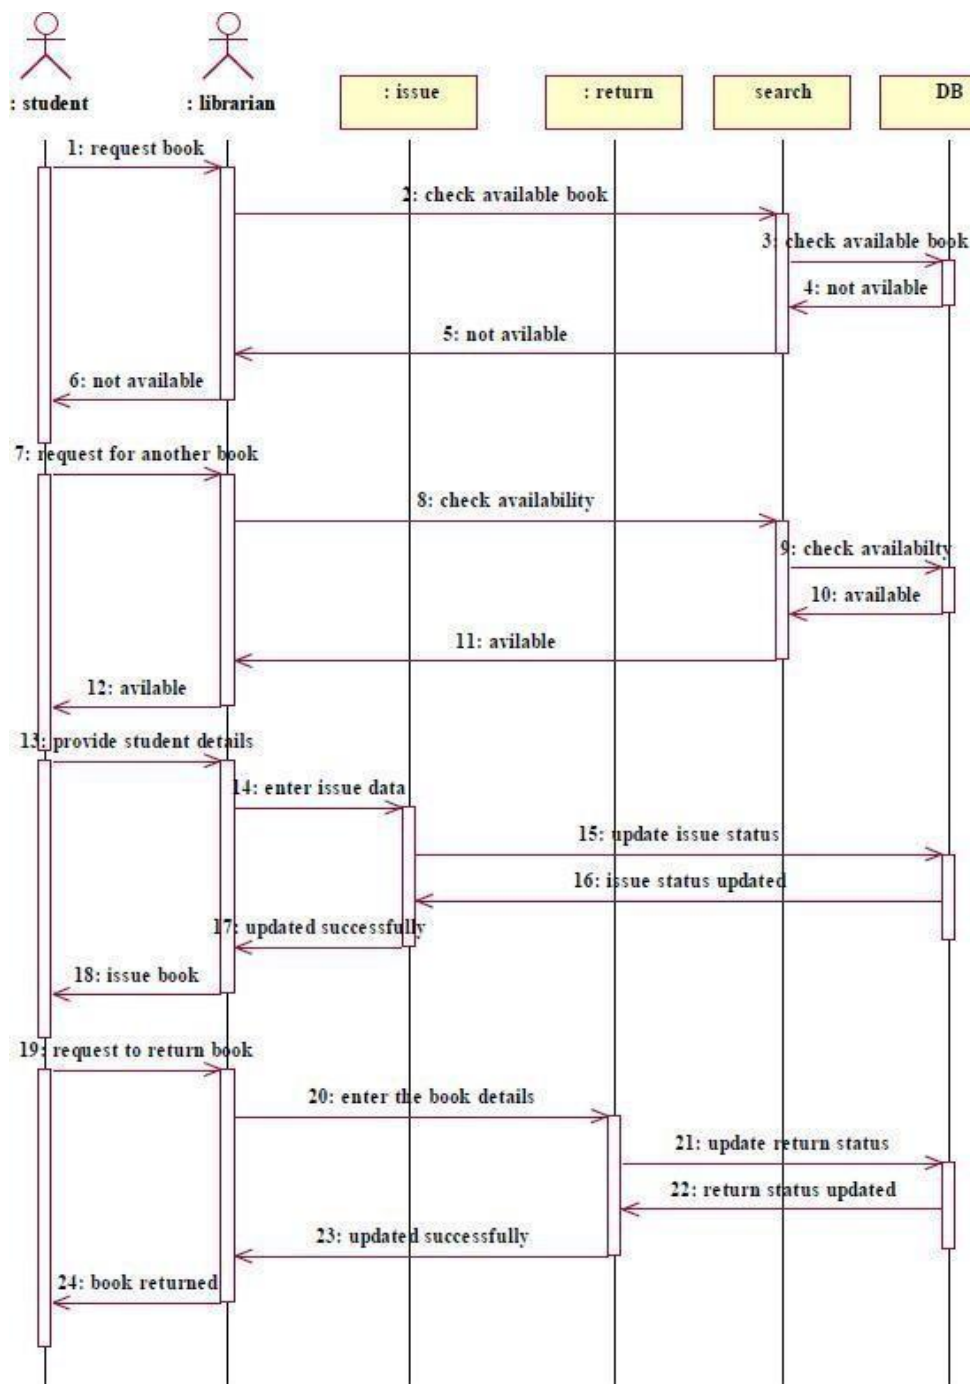 : student
: librarian
: issue
: return
search
DB
1: request book
2: check available book
3: check available book
4: not avilable
5: not avilable
6: not available
7: request for another book
8: check availability
9: check availabilty
10: available
11: avilable
12: avilable
13: provide student details
14: enter issue data
15: update issue status
16: issue status updated
17: updated successfully
18: issue book
19: request to return book
20: enter the book details
21: update return status
22: return status updated
23: updated successfully
24: book returned